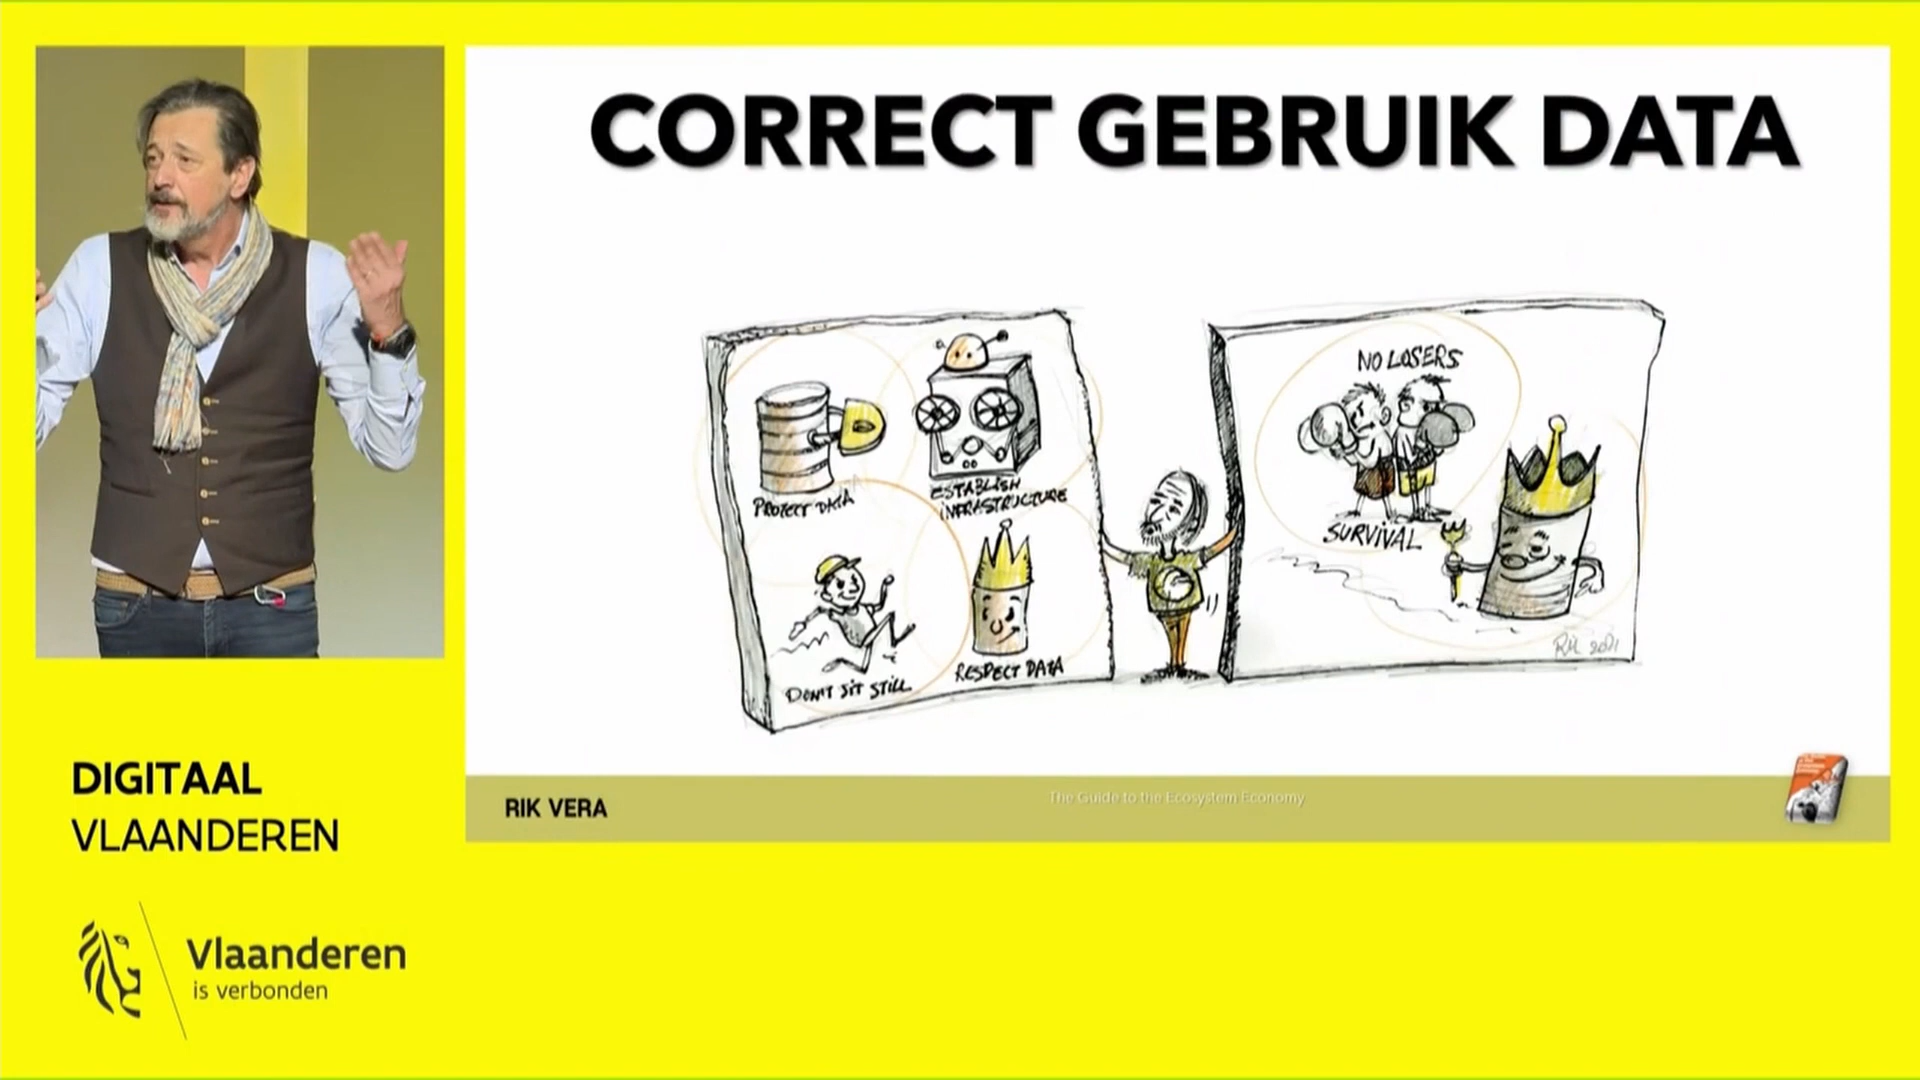 CORRECT GEBRUIK DATA
PROTECT DATA
ESTABLISH
INFRASTRUCTURE
DON'T SIT STILL
RESPECT DATA
NO LOSERS
SURVIVAL
RIK 2021
RIK VERA
The Guide to the Ecosystem Economy
DIGITAAL
VLAANDEREN
Vlaanderen
is verbonden